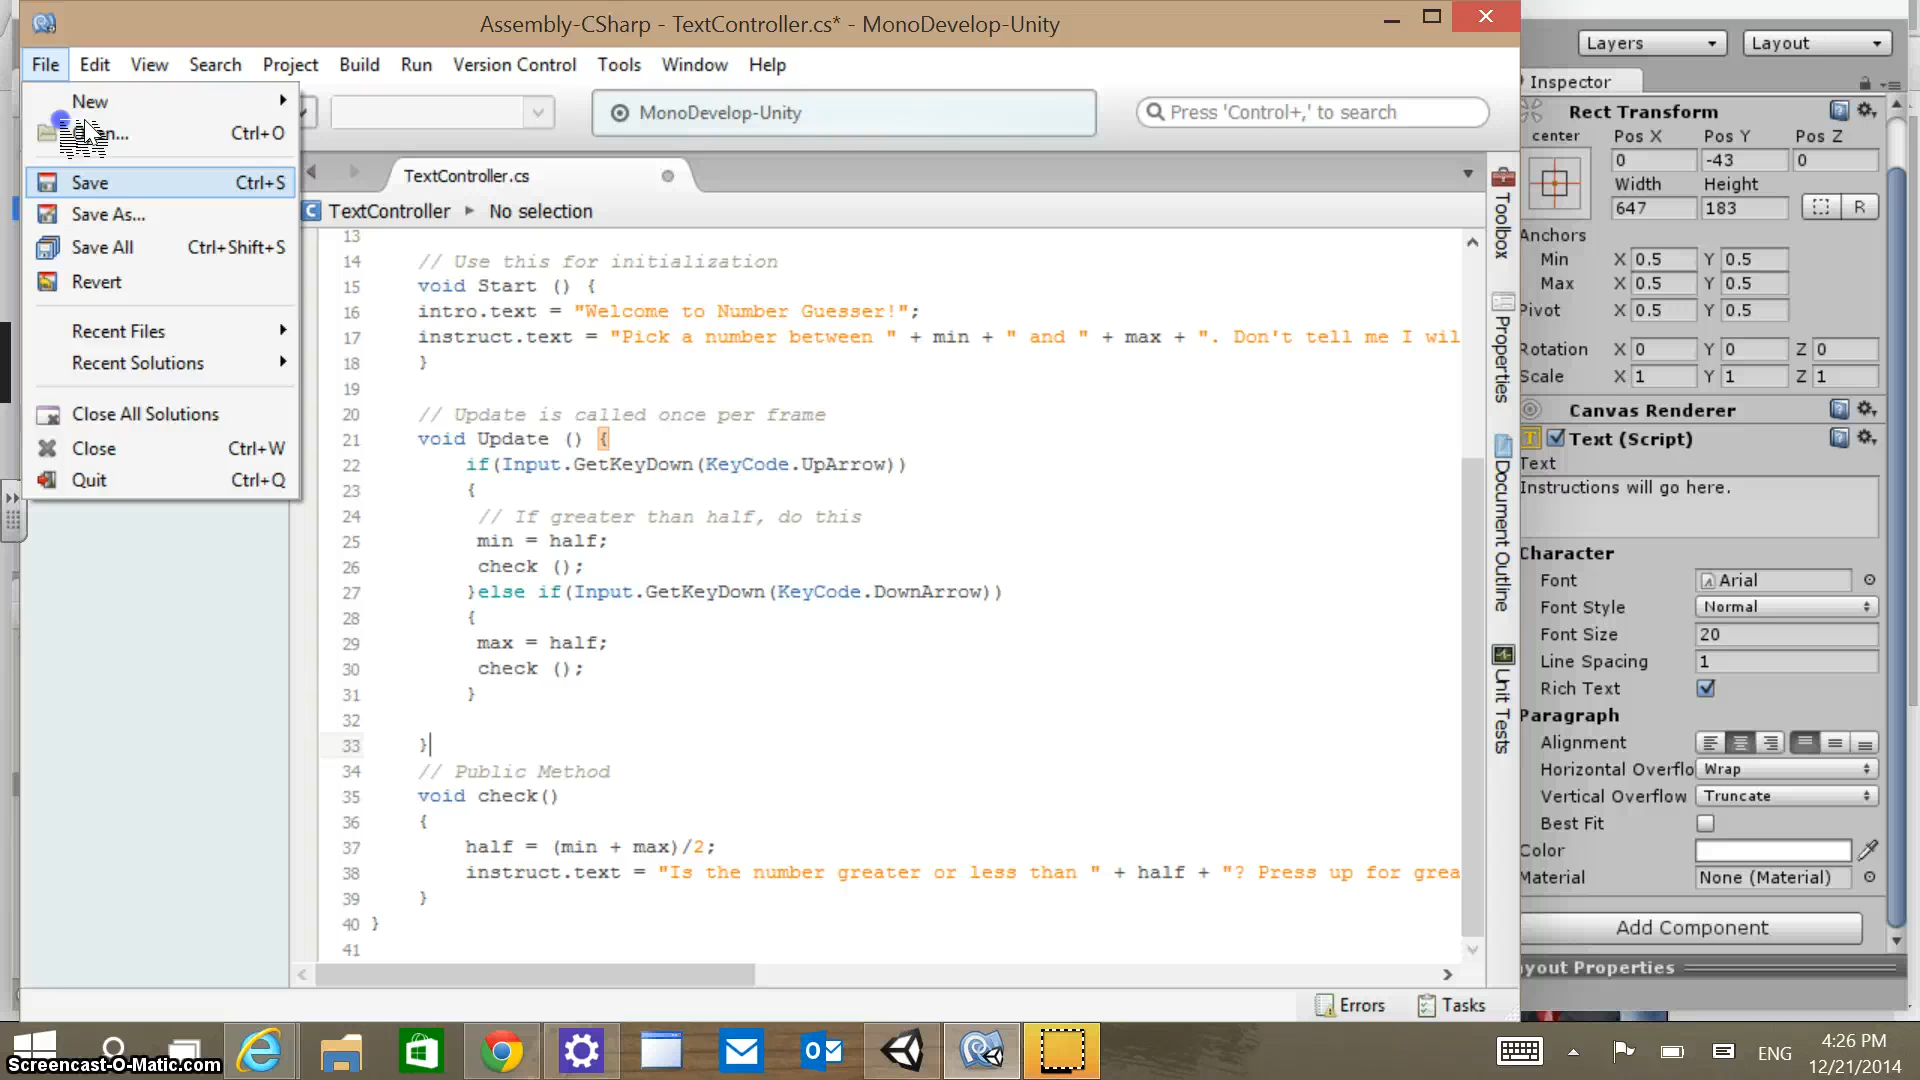 Assembly-CSharp - TextController.cs* - MonoDevelop-Unity
File Edit View Search Project Build Run Version Control Tools Window Help
New
Ctrl+O
Save Ctrl+S
Save As...
Save All Ctrl+Shift+S
Revert
Recent Files
Recent Solutions
Close All Solutions
Close Ctrl+W
Quit Ctrl+Q
MonoDevelop-Unity
Press 'Control+,' to search
TextController.cs
TextController No selection
13
14 // Use this for initialization
15 void Start () {
16 intro.text = "Welcome to Number Guesser!";
17 instruct.text = "Pick a number between " + min + " and " + max + ". Don't tell me I wil
18 }
19
20 // Update is called once per frame
21 void Update () {
22 if(Input.GetKeyDown(KeyCode.UpArrow))
23 {
24 // If greater than half, do this
25 min = half;
26 check ();
27 }else if(Input.GetKeyDown(KeyCode.DownArrow))
28 {
29 max = half;
30 check ();
31 }
32
33 }
34 // Public Method
35 void check()
36 {
37 half = (min + max)/2;
38 instruct.text = "Is the number greater or less than " + half + "? Press up for grea
39 }
40 }
41
Errors Tasks
Toolbox
Properties
Document Outline
Unit Tests
Layers Layout
Inspector
Rect Transform
center Pos X Pos Y Pos Z
0 -43 0
Width Height
647 183 R
Anchors
Min X 0.5 Y 0.5
Max X 0.5 Y 0.5
Pivot X 0.5 Y 0.5
Rotation X 0 Y 0 Z 0
Scale X 1 Y 1 Z 1
Canvas Renderer
Text (Script)
Text
Instructions will go here.
Character
Font Arial
Font Style Normal
Font Size 20
Line Spacing 1
Rich Text
Paragraph
Alignment
Horizontal Overflo Wrap
Vertical Overflow Truncate
Best Fit
Color
Material None (Material)
Add Component
yout Properties
Screencast-O-Matic.com
ENG
4:26 PM
12/21/2014